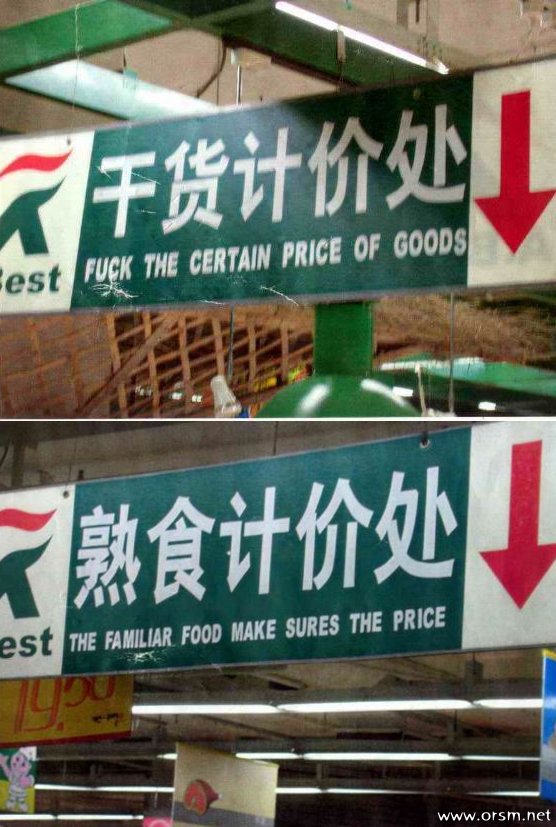 干货计价处
FUCK THE CERTAIN PRICE OF GOODS
Best
熟食计价处
THE FAMILIAR FOOD MAKE SURES THE PRICE
est
19.50
www.orsm.net